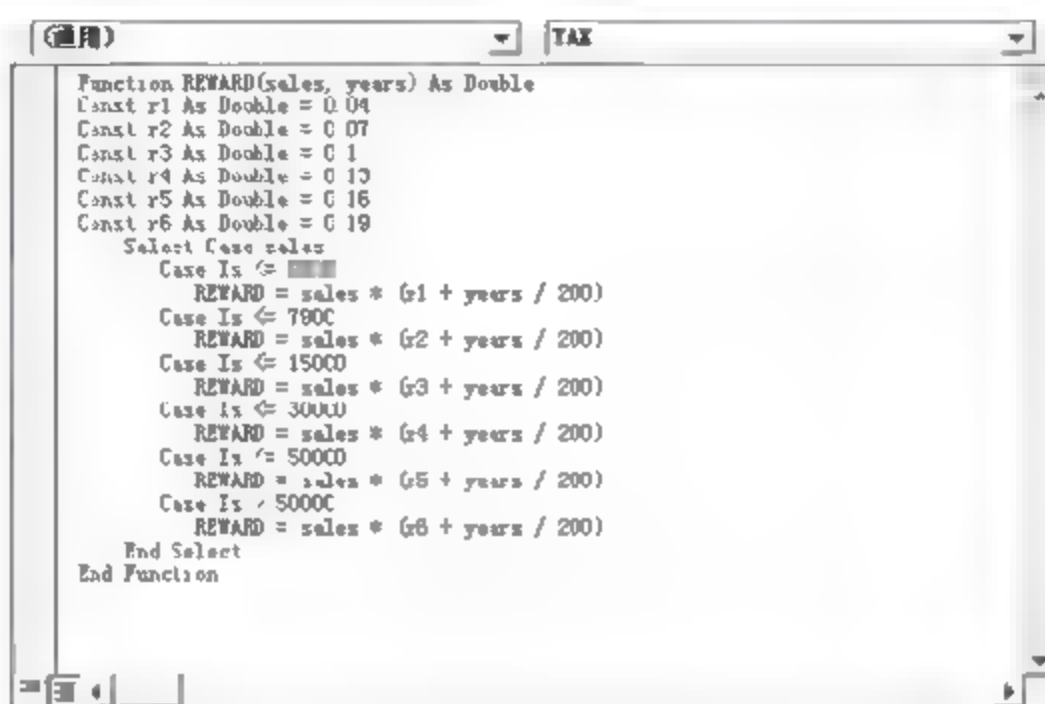 (通用)
TAX
Function REWARD(sales, years) As Double
Const r1 As Double = 0.04
Const r2 As Double = 0.07
Const r3 As Double = 0.1
Const r4 As Double = 0.13
Const r5 As Double = 0.16
Const r6 As Double = 0.19
Select Case sales
Case Is <=
REWARD = sales * (r1 + years / 200)
Case Is <= 7900
REWARD = sales * (r2 + years / 200)
Case Is <= 15000
REWARD = sales * (r3 + years / 200)
Case Is <= 30000
REWARD = sales * (r4 + years / 200)
Case Is <= 50000
REWARD = sales * (r5 + years / 200)
Case Is > 50000
REWARD = sales * (r6 + years / 200)
End Select
End Function